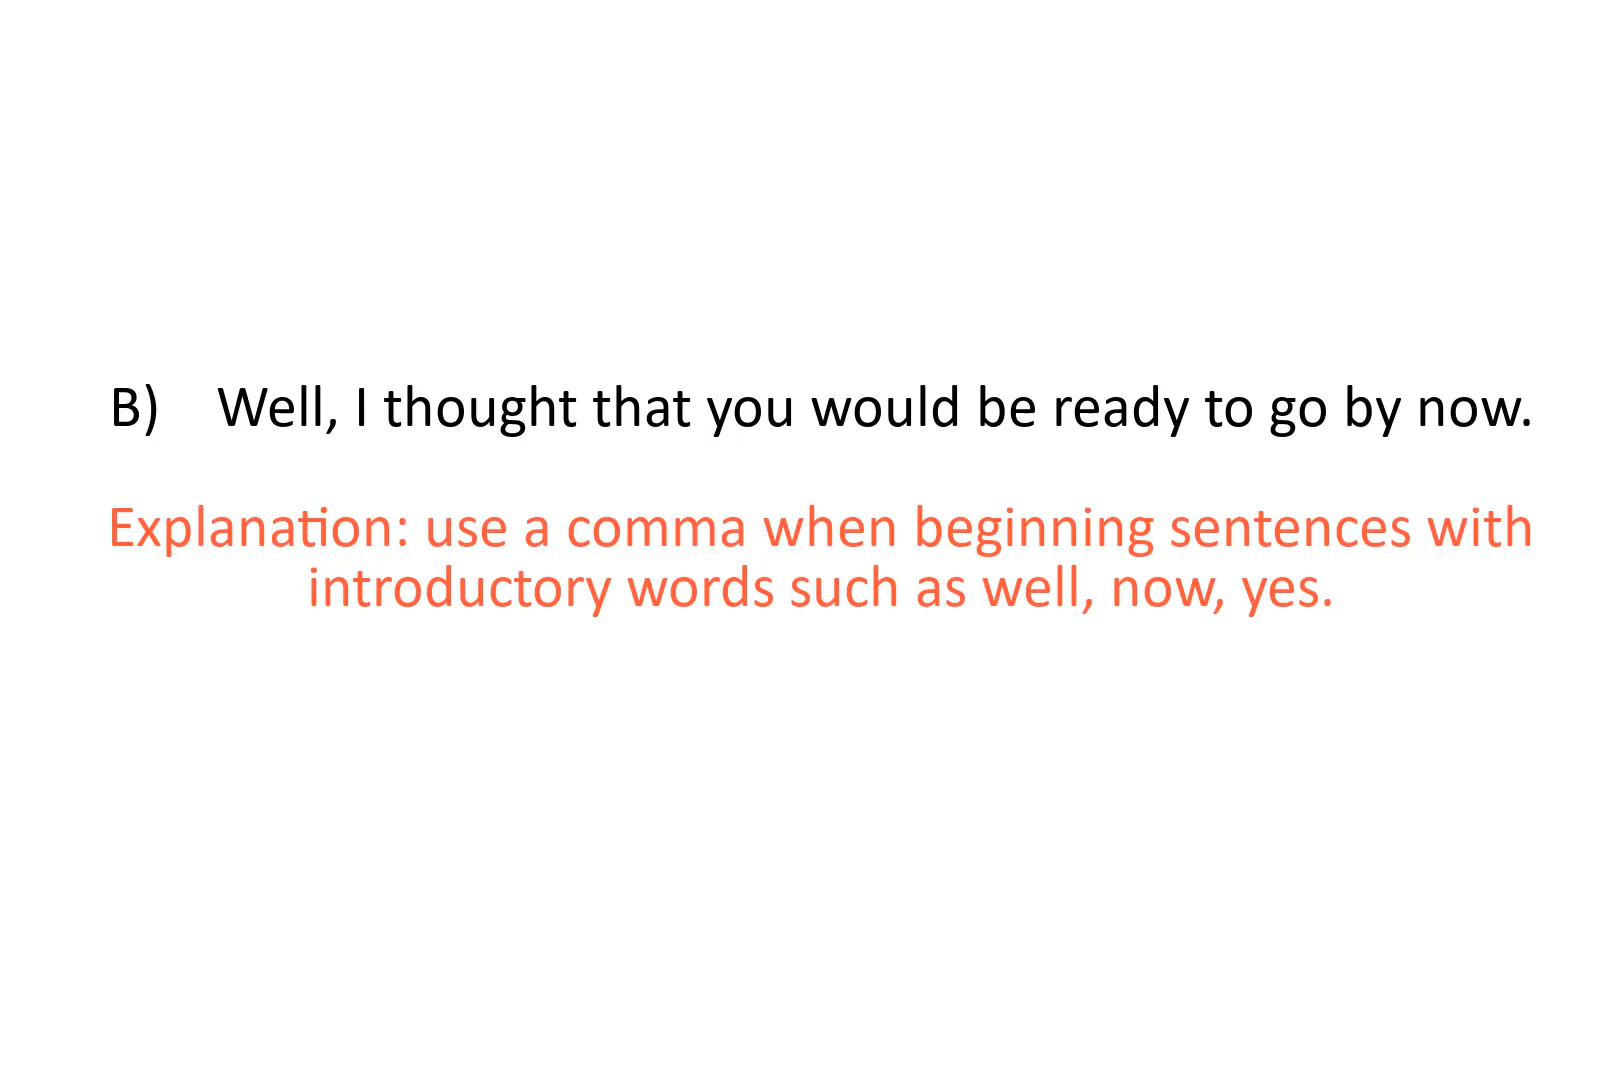 B) Well, I thought that you would be ready to go by now.
Explanation: use a comma when beginning sentences with
introductory words such as well, now, yes.